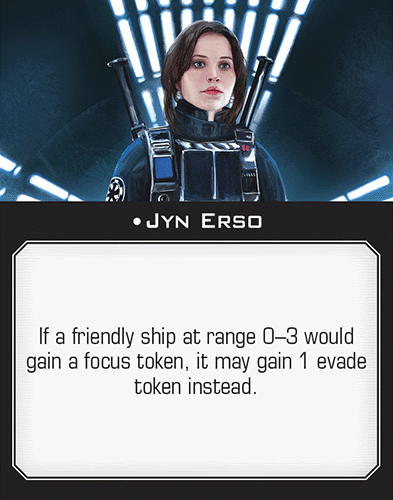 •Jyn Erso
If a friendly ship at range 0–3 would
gain a focus token, it may gain 1 evade
token instead.